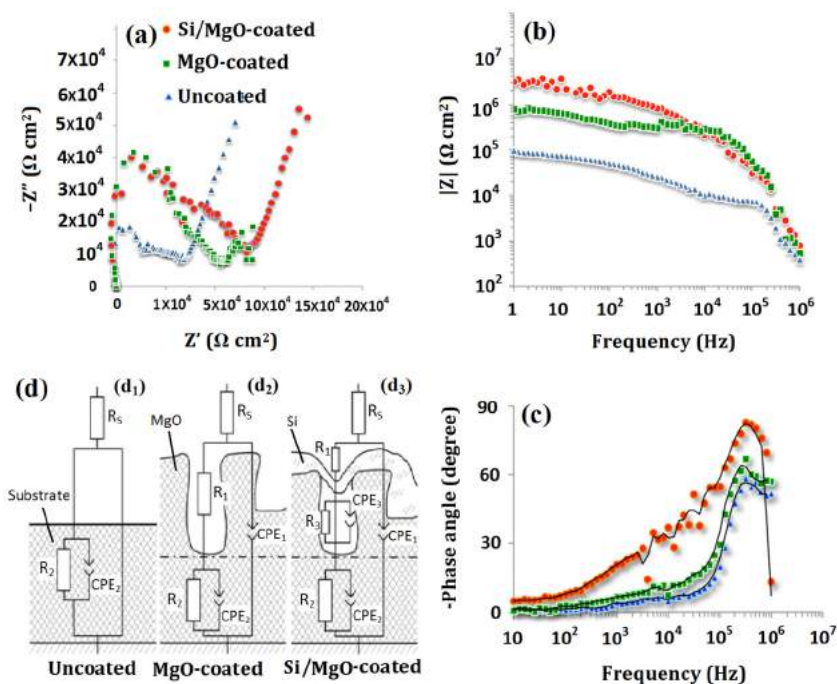 (a)
Si/MgO-coated
MgO-coated
Uncoated
7x10⁴
6x10⁴
5x10⁴
4x10⁴
3x10⁴
2x10⁴
10⁴
0
-Z″ (Ω cm²)
0
1x10⁴
5x10⁴
10x10⁴
15x10⁴
20x10⁴
Z′ (Ω cm²)
(b)
10⁷
10⁶
10⁵
10⁴
10³
10²
|Z| (Ω cm²)
1
10
10²
10³
10⁴
10⁵
10⁶
Frequency (Hz)
(d)
(d₁)
(d₂)
(d₃)
Rₛ
Substrate
R₂
CPE₂
Uncoated
MgO
Rₛ
R₁
CPE₁
R₂
CPE₂
MgO-coated
Si
Rₛ
R₁
CPE₃
R₃
CPE₁
R₂
CPE₂
Si/MgO-coated
(c)
90
60
30
0
-Phase angle (degree)
10
10²
10³
10⁴
10⁵
10⁶
10⁷
Frequency (Hz)